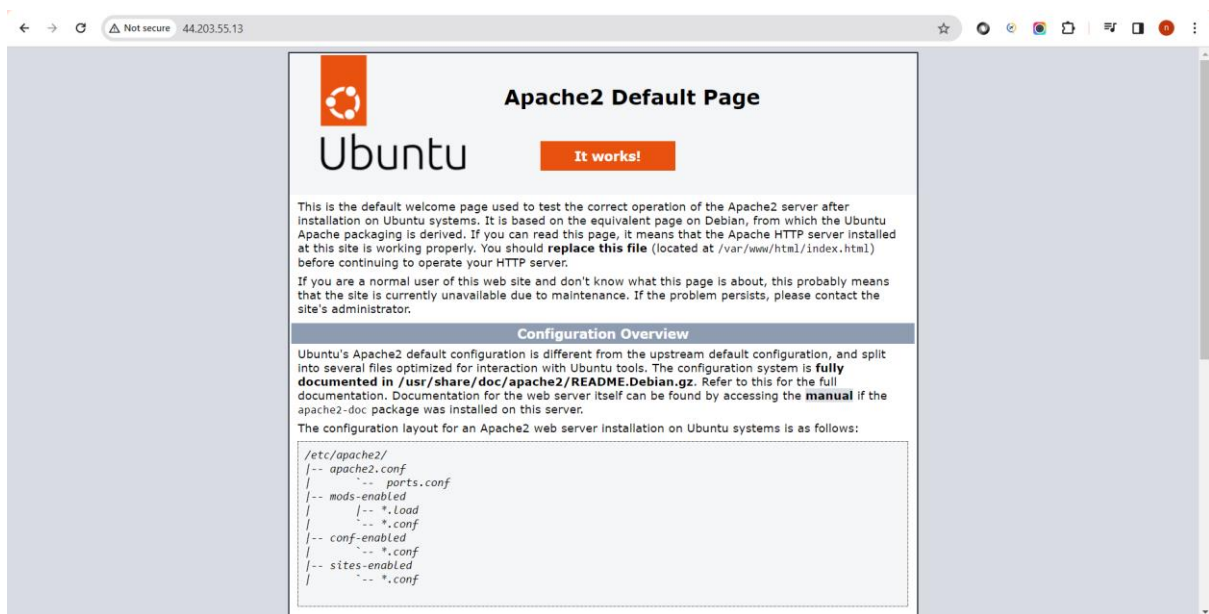 Not secure 44.203.55.13
n
Apache2 Default Page
Ubuntu
It works!
This is the default welcome page used to test the correct operation of the Apache2 server after
installation on Ubuntu systems. It is based on the equivalent page on Debian, from which the Ubuntu
Apache packaging is derived. If you can read this page, it means that the Apache HTTP server installed
at this site is working properly. You should replace this file (located at /var/www/html/index.html)
before continuing to operate your HTTP server.
If you are a normal user of this web site and don't know what this page is about, this probably means
that the site is currently unavailable due to maintenance. If the problem persists, please contact the
site's administrator.
Configuration Overview
Ubuntu's Apache2 default configuration is different from the upstream default configuration, and split
into several files optimized for interaction with Ubuntu tools. The configuration system is fully
documented in /usr/share/doc/apache2/README.Debian.gz. Refer to this for the full
documentation. Documentation for the web server itself can be found by accessing the manual if the
apache2-doc package was installed on this server.
The configuration layout for an Apache2 web server installation on Ubuntu systems is as follows:
/etc/apache2/
|-- apache2.conf
|       `--  ports.conf
|-- mods-enabled
|       |-- *.load
|       `-- *.conf
|-- conf-enabled
|       `-- *.conf
|-- sites-enabled
|       `-- *.conf